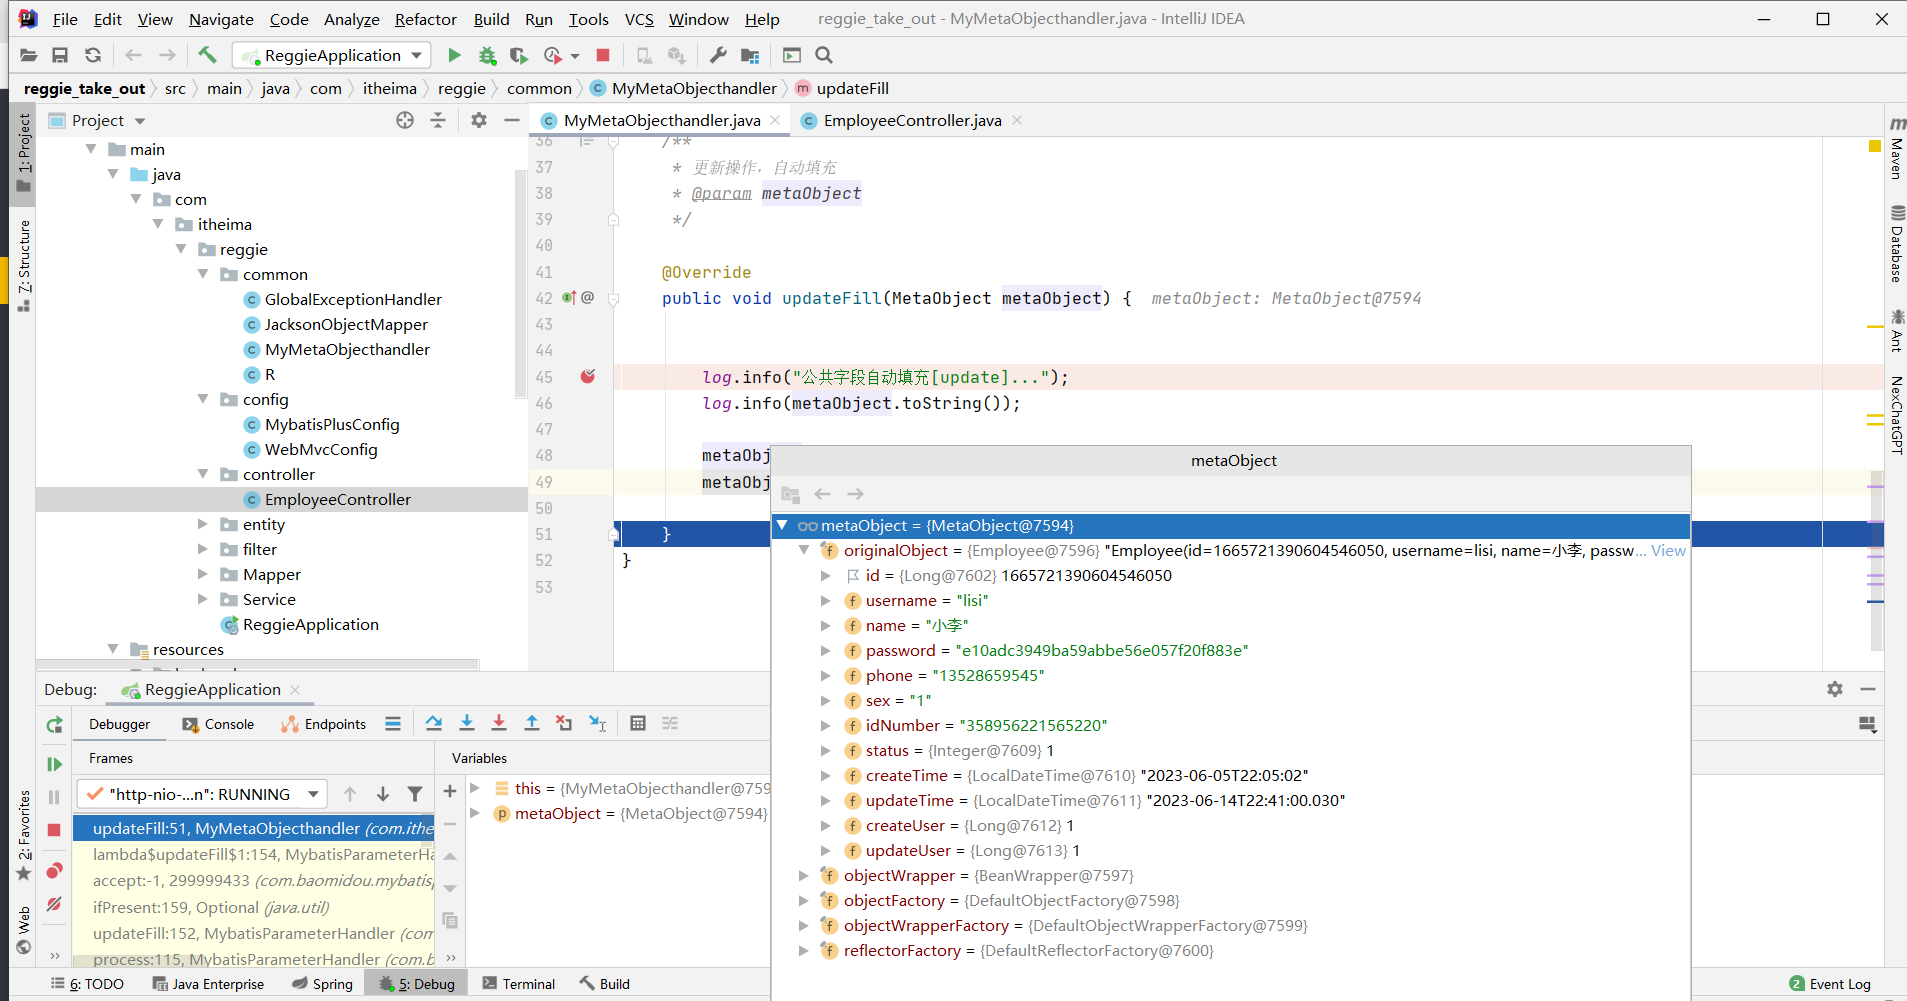 File Edit View Navigate Code Analyze Refactor Build Run Tools VCS Window Help reggie_take_out - MyMetaObjecthandler.java - IntelliJ IDEA
ReggieApplication
reggie_take_out src main java com itheima reggie common MyMetaObjecthandler updateFill
Project
MyMetaObjecthandler.java EmployeeController.java
1: Project
Z: Structure
2: Favorites
Web
main
java
com
itheima
reggie
common
GlobalExceptionHandler
JacksonObjectMapper
MyMetaObjecthandler
R
config
MybatisPlusConfig
WebMvcConfig
controller
EmployeeController
entity
filter
Mapper
Service
ReggieApplication
resources
36 /**
37 * 更新操作，自动填充
38 * @param metaObject
39 */
40
41 @Override
42 public void updateFill(MetaObject metaObject) { metaObject: MetaObject@7594
43
44
45 log.info("公共字段自动填充[update]...");
46 log.info(metaObject.toString());
47
48 metaObj
49 metaObj
50
51 }
52 }
53
metaObject
metaObject = {MetaObject@7594}
originalObject = {Employee@7596} "Employee(id=1665721390604546050, username=lisi, name=小李, passw... View
id = {Long@7602} 1665721390604546050
username = "lisi"
name = "小李"
password = "e10adc3949ba59abbe56e057f20f883e"
phone = "13528659545"
sex = "1"
idNumber = "358956221565220"
status = {Integer@7609} 1
createTime = {LocalDateTime@7610} "2023-06-05T22:05:02"
updateTime = {LocalDateTime@7611} "2023-06-14T22:41:00.030"
createUser = {Long@7612} 1
updateUser = {Long@7613} 1
objectWrapper = {BeanWrapper@7597}
objectFactory = {DefaultObjectFactory@7598}
objectWrapperFactory = {DefaultObjectWrapperFactory@7599}
reflectorFactory = {DefaultReflectorFactory@7600}
m Maven
Database
Ant
NexChatGPT
Debug: ReggieApplication
Debugger Console Endpoints
Frames Variables
"http-nio-...n": RUNNING
updateFill:51, MyMetaObjecthandler (com.ithe
lambda$updateFill$1:154, MybatisParameterHa
accept:-1, 299999433 (com.baomidou.mybatisp
ifPresent:159, Optional (java.util)
updateFill:152, MybatisParameterHandler (com
process:115, MybatisParameterHandler (com.b
this = {MyMetaObjecthandler@759
metaObject = {MetaObject@7594}
6: TODO Java Enterprise Spring 5: Debug Terminal Build 2 Event Log